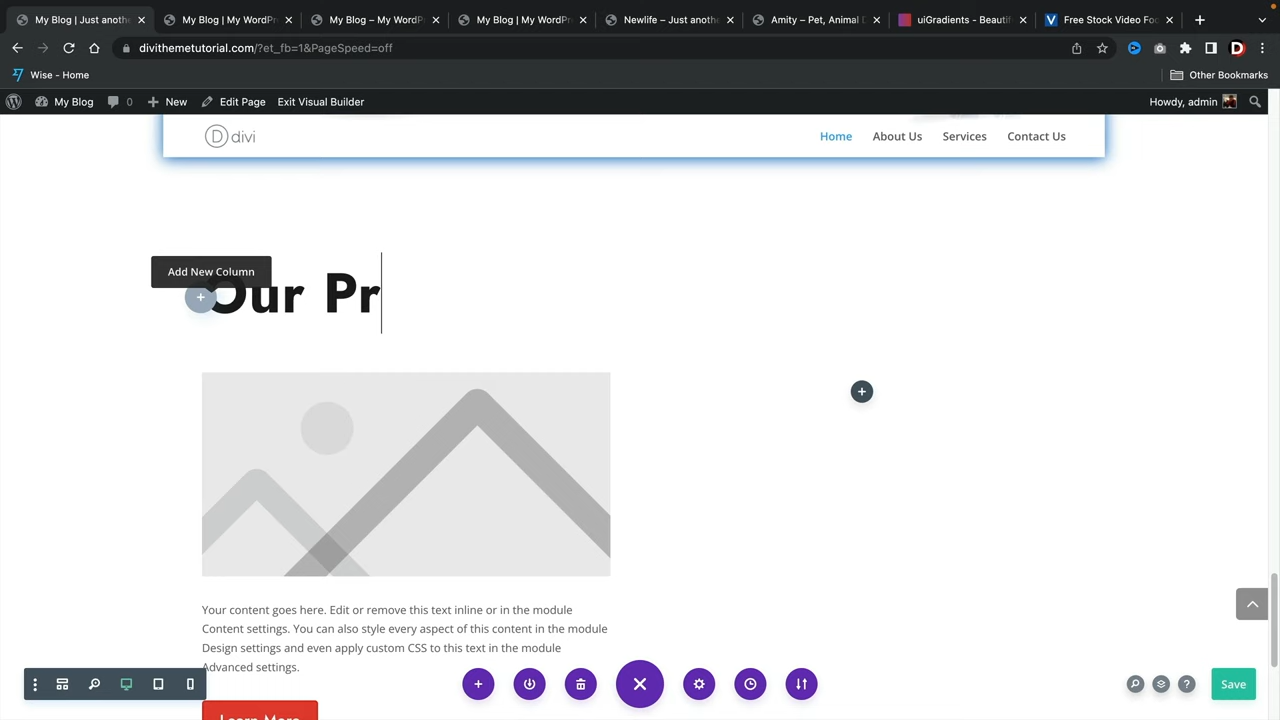 My Blog | Just anoth
My Blog | My WordPr
My Blog – My WordPr
My Blog | My WordPr
Newlife – Just anoth
Amity – Pet, Animal D
uiGradients - Beautif
Free Stock Video Foo
divithemetutorial.com/?et_fb=1&PageSpeed=off
Wise - Home
Other Bookmarks
My Blog
0
New
Edit Page
Exit Visual Builder
Howdy, admin
D divi
Home
About Us
Services
Contact Us
Add New Column
Our Pr
Your content goes here. Edit or remove this text inline or in the module
Content settings. You can also style every aspect of this content in the module
Design settings and even apply custom CSS to this text in the module
Advanced settings.
Learn More
Save